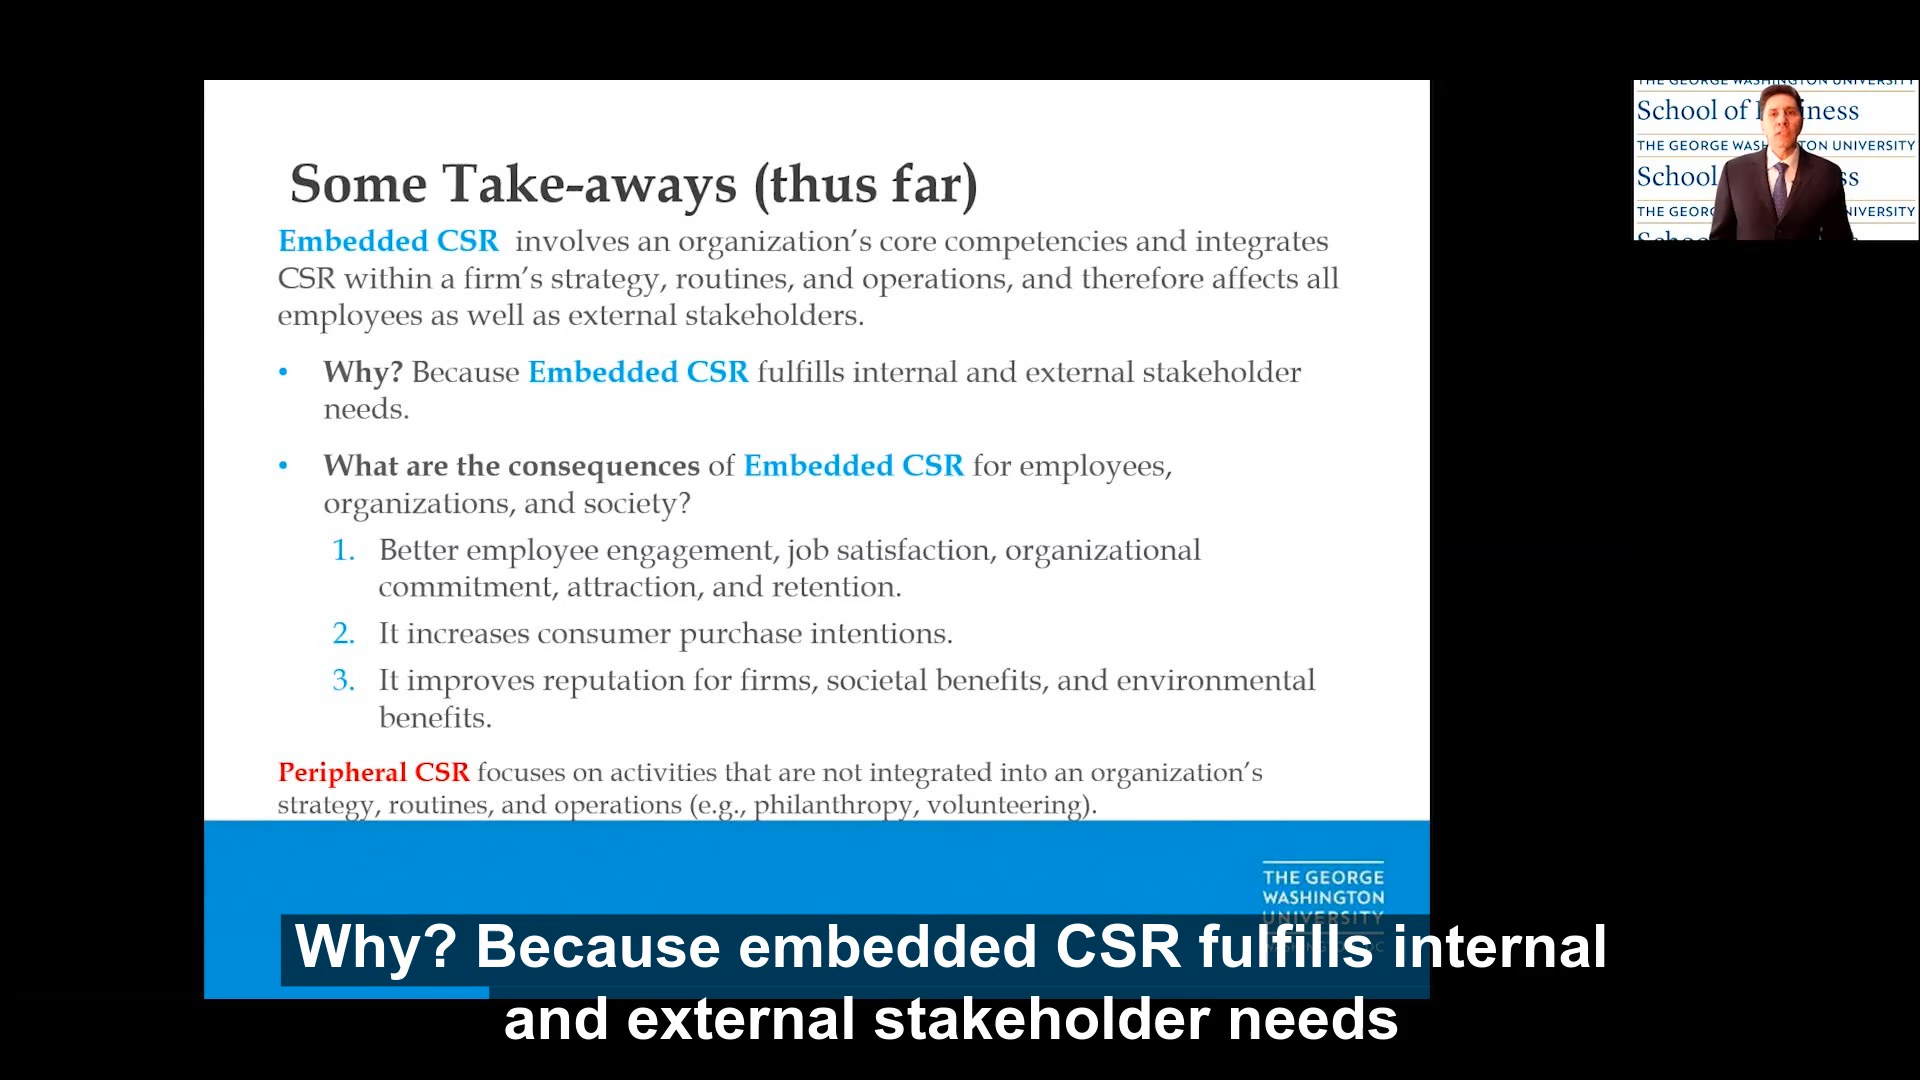 Some Take-aways (thus far)
Embedded CSR involves an organization’s core competencies and integrates
CSR within a firm’s strategy, routines, and operations, and therefore affects all
employees as well as external stakeholders.
• Why? Because Embedded CSR fulfills internal and external stakeholder
needs.
• What are the consequences of Embedded CSR for employees,
organizations, and society?
1. Better employee engagement, job satisfaction, organizational
commitment, attraction, and retention.
2. It increases consumer purchase intentions.
3. It improves reputation for firms, societal benefits, and environmental
benefits.
Peripheral CSR focuses on activities that are not integrated into an organization’s
strategy, routines, and operations (e.g., philanthropy, volunteering).
THE GEORGE
WASHINGTON
UNIVERSITY
Why? Because embedded CSR fulfills internal
and external stakeholder needs
THE GEORGE WASHINGTON UNIVERSITY
School of
THE GEORGE UNIVERSITY
School
THE UNIVERSITY